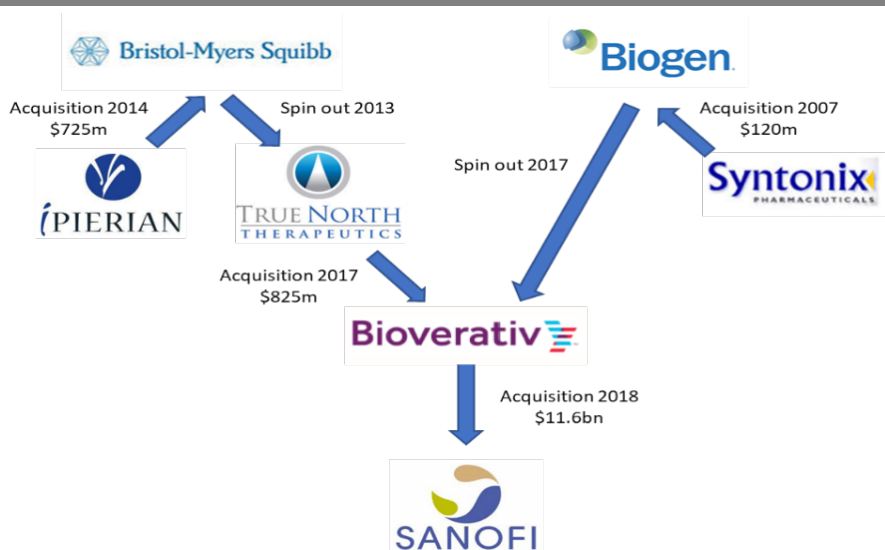 Bristol-Myers Squibb
Biogen.
Acquisition 2014
$725m
Spin out 2013
Acquisition 2007
$120m
iPIERIAN
TRUE NORTH
THERAPEUTICS
Spin out 2017
Syntonix
PHARMACEUTICALS
Acquisition 2017
$825m
Bioverativ
Acquisition 2018
$11.6bn
SANOFI